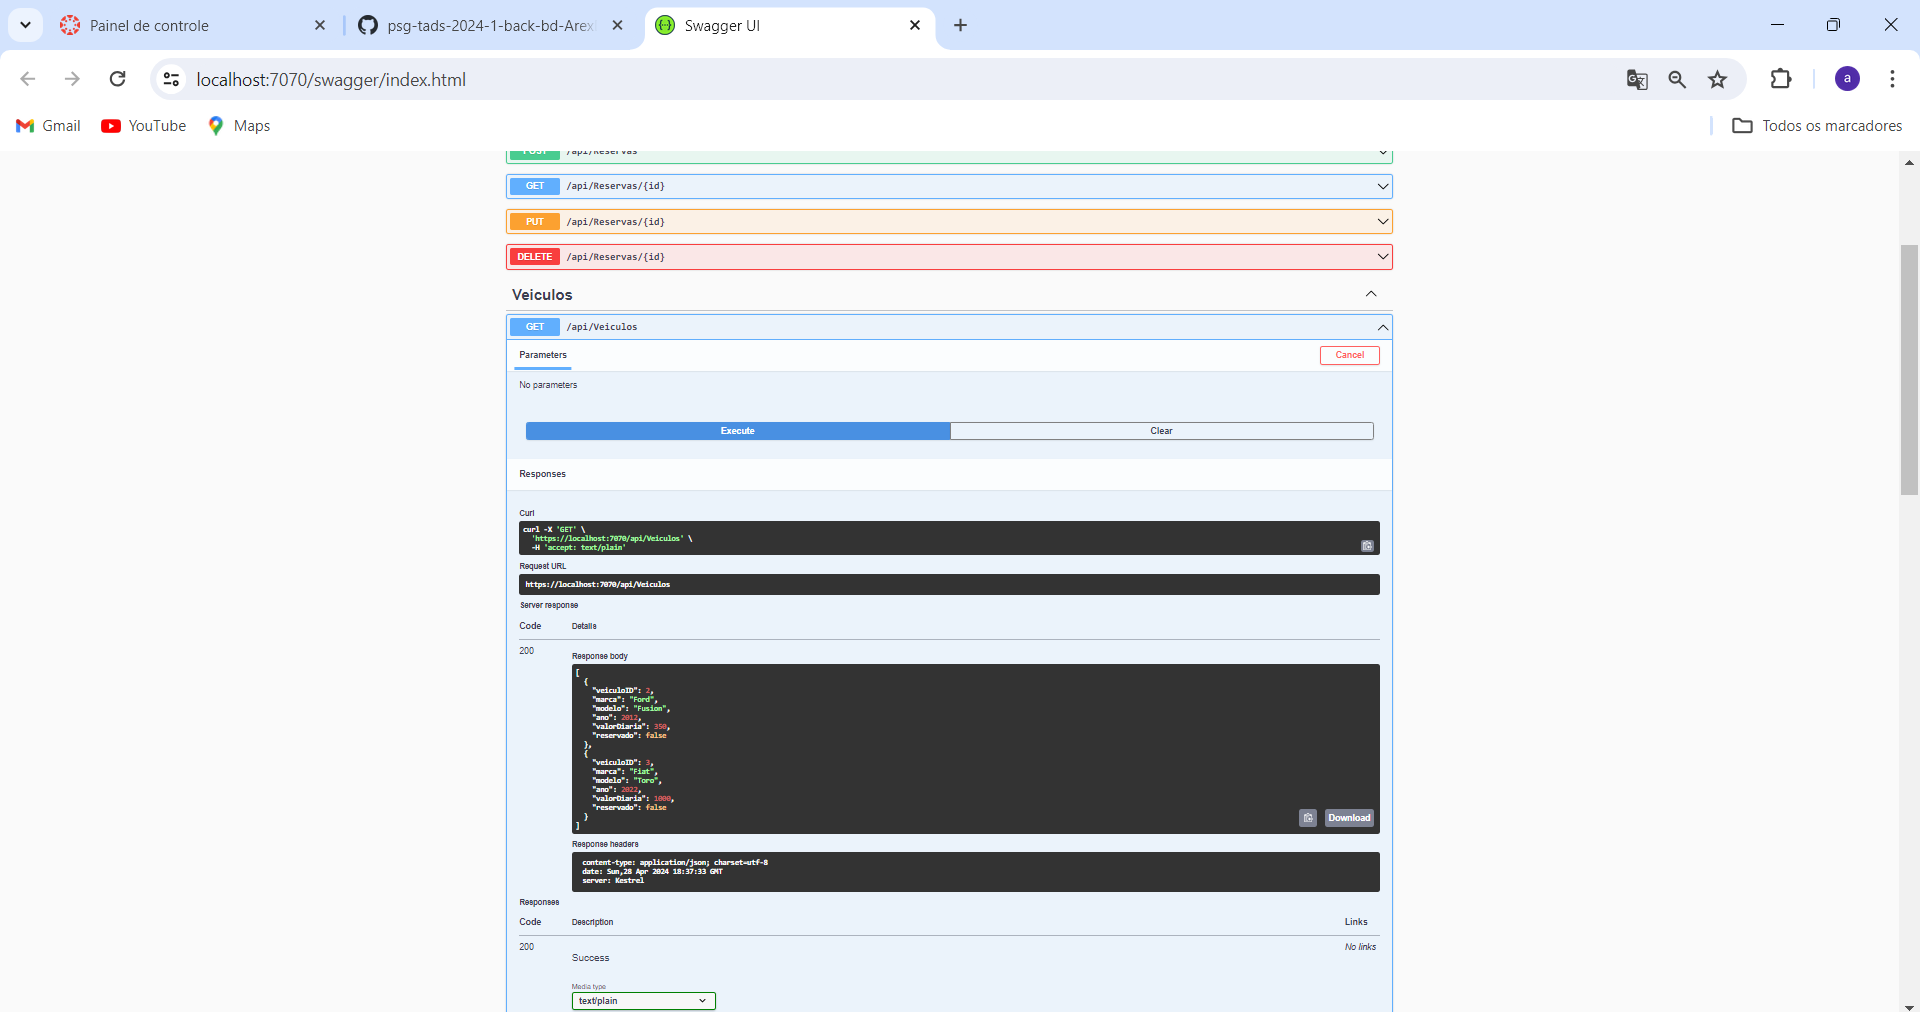 Painel de controle
psg-tads-2024-1-back-bd-Arex
Swagger UI
localhost:7070/swagger/index.html
a
Gmail
YouTube
Maps
Todos os marcadores
POST /api/Reservas
GET /api/Reservas/{id}
PUT /api/Reservas/{id}
DELETE /api/Reservas/{id}
Veiculos
GET /api/Veiculos
Parameters
Cancel
No parameters
Execute
Clear
Responses
Curl
curl -X 'GET' \
'https://localhost:7070/api/Veiculos' \
-H 'accept: text/plain'
Request URL
https://localhost:7070/api/Veiculos
Server response
Code Details
200
Response body
[
{
"veiculoID": 2,
"marca": "Ford",
"modelo": "Fusion",
"ano": 2012,
"valorDiaria": 350,
"reservado": false
},
{
"veiculoID": 3,
"marca": "Fiat",
"modelo": "Toro",
"ano": 2022,
"valorDiaria": 1000,
"reservado": false
}
]
Download
Response headers
content-type: application/json; charset=utf-8
date: Sun,28 Apr 2024 18:37:33 GMT
server: Kestrel
Responses
Code Description Links
200 No links
Success
Media type
text/plain